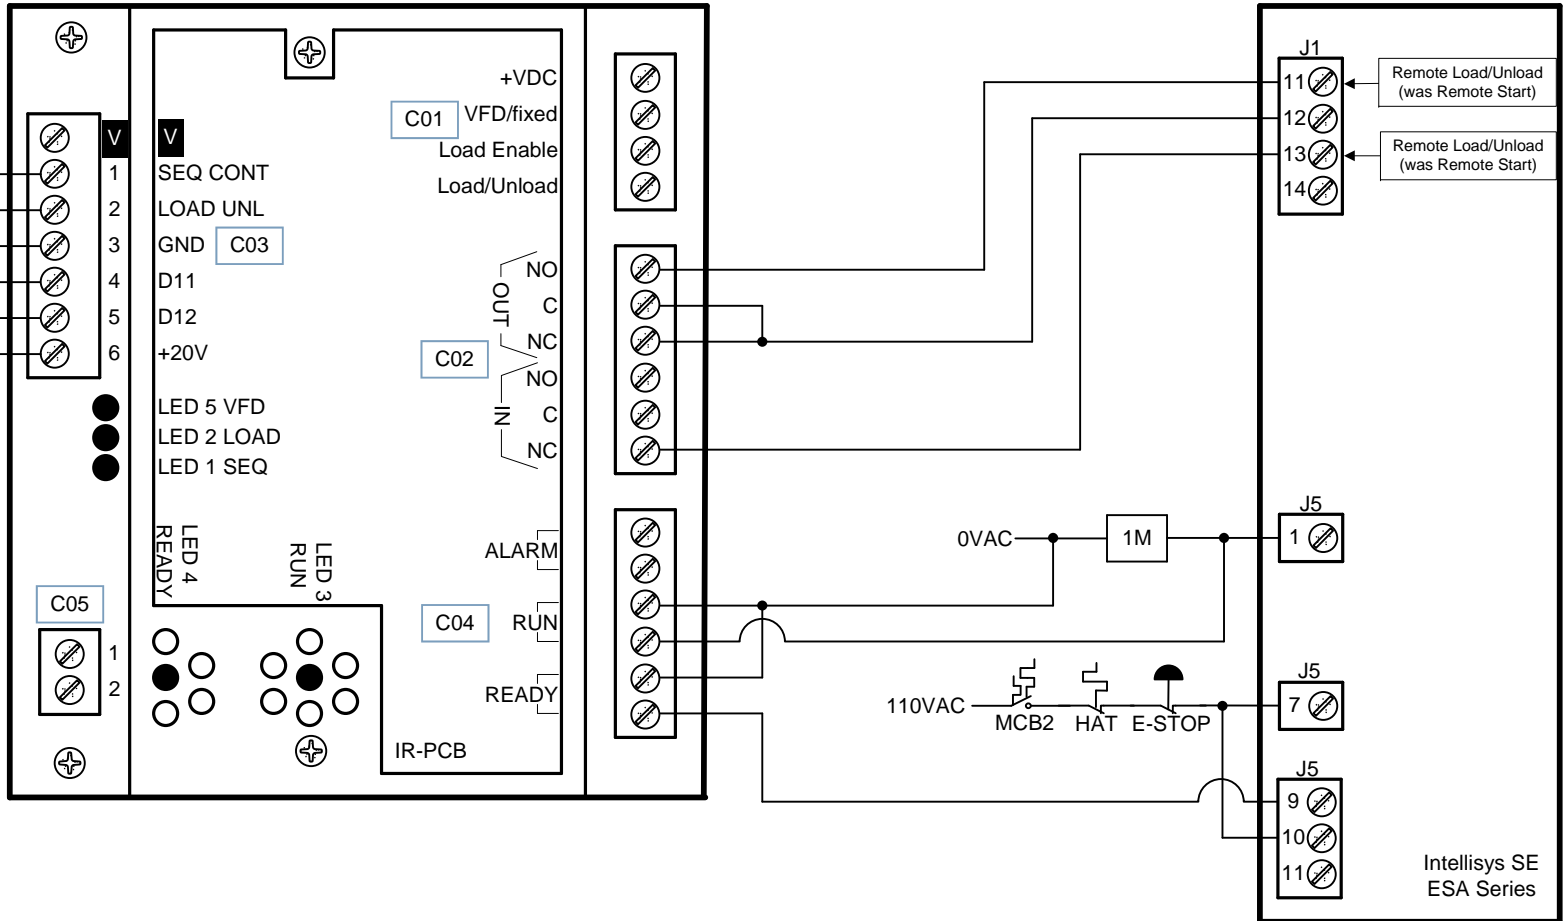 V
1
2
3
4
5
6
V
SEQ CONT
LOAD UNL
GND
C03
D11
D12
+20V
LED 5 VFD
LED 2 LOAD
LED 1 SEQ
LED 4
READY
LED 3
RUN
C05
1
2
+VDC
C01
VFD/fixed
Load Enable
Load/Unload
OUT
NO
C
NC
C02
IN
NO
C
NC
ALARM
C04
RUN
READY
IR-PCB
0VAC
1M
110VAC
MCB2
HAT
E-STOP
J1
11
12
13
14
Remote Load/Unload
(was Remote Start)
Remote Load/Unload
(was Remote Start)
J5
1
J5
7
J5
9
10
11
Intellisys SE
ESA Series